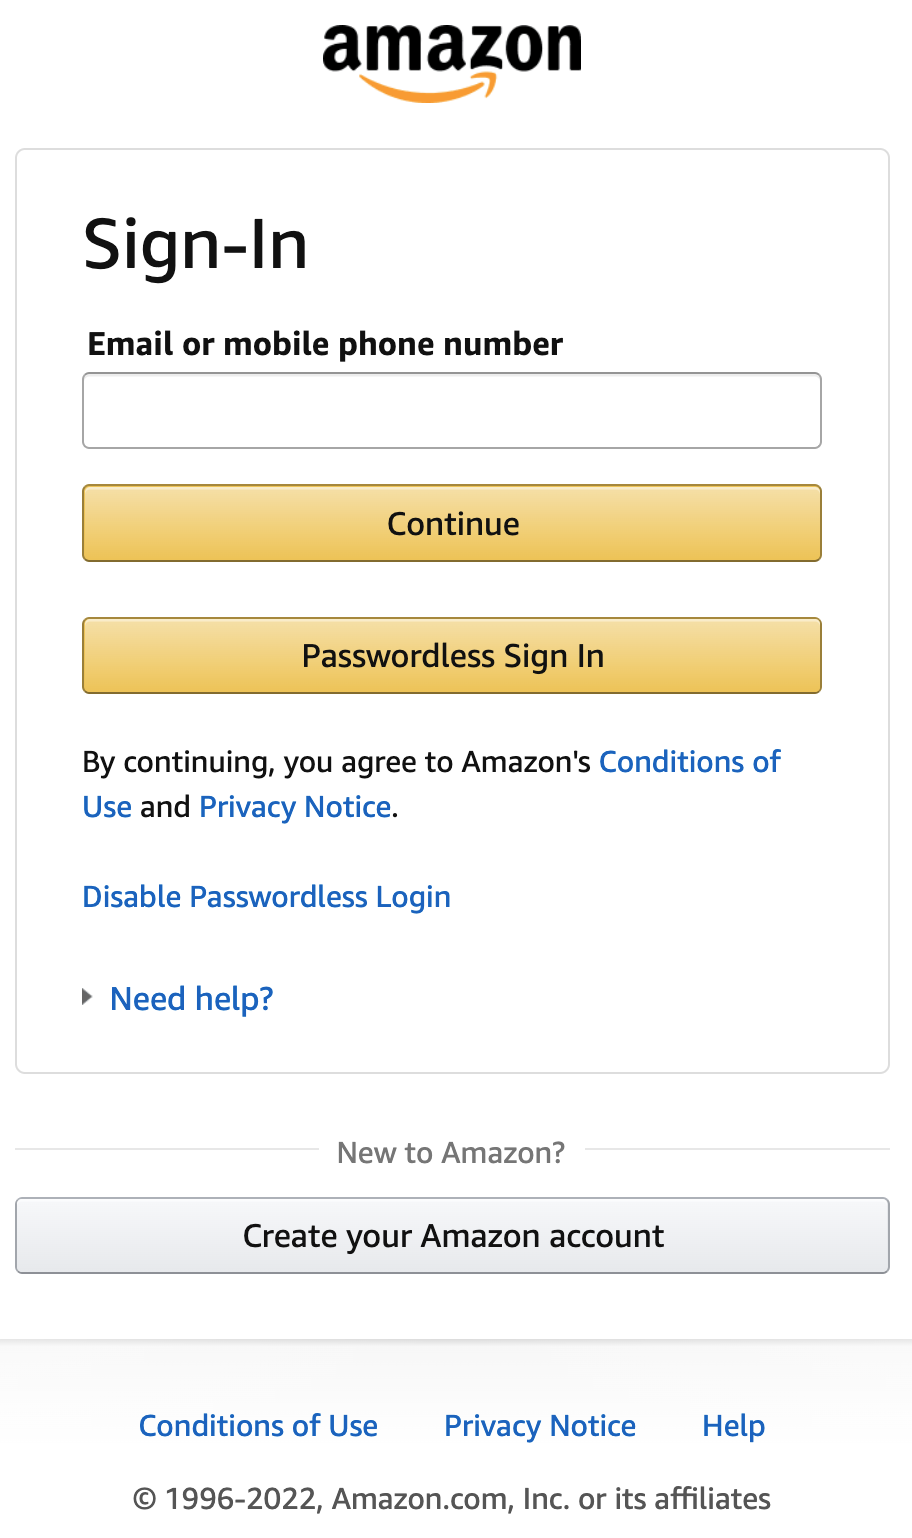 amazon
Sign-In
Email or mobile phone number
Continue
Passwordless Sign In
By continuing, you agree to Amazon's Conditions of
Use and Privacy Notice.
Disable Passwordless Login
Need help?
New to Amazon?
Create your Amazon account
Conditions of Use Privacy Notice Help
© 1996-2022, Amazon.com, Inc. or its affiliates